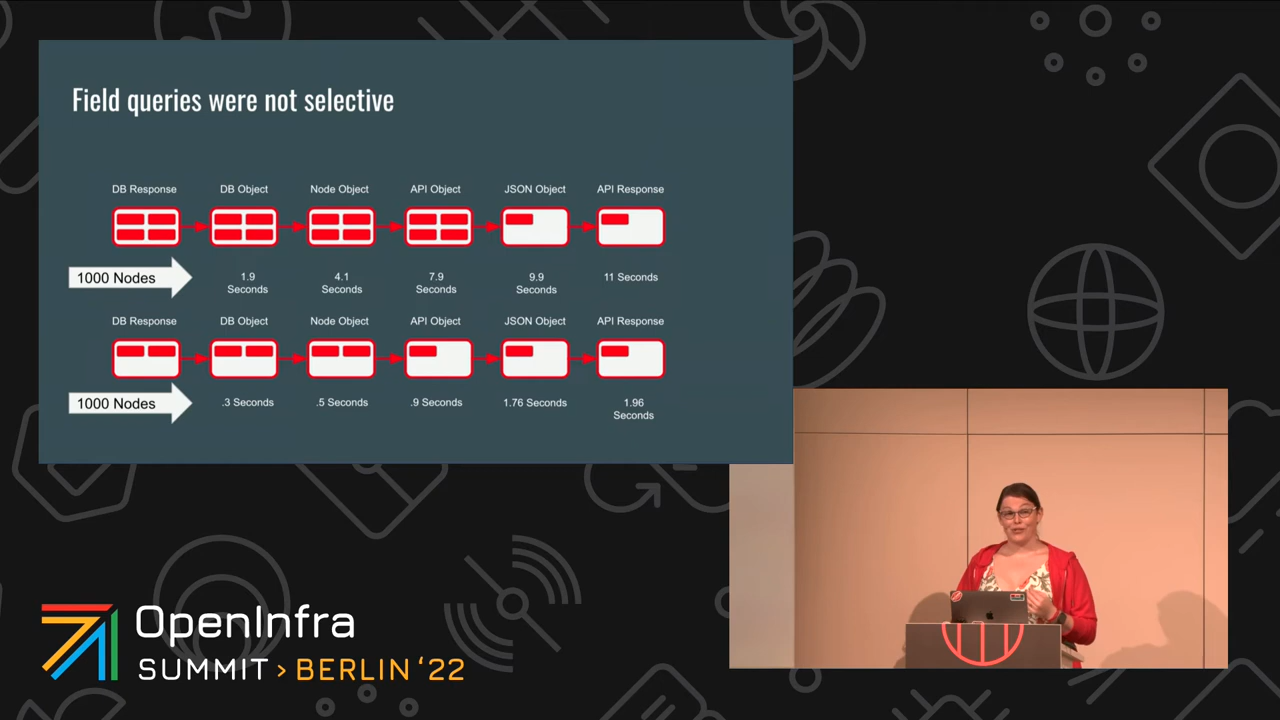 Field queries were not selective
DB Response DB Object Node Object API Object JSON Object API Response
1000 Nodes
1.9 Seconds
4.1 Seconds
7.9 Seconds
9.9 Seconds
11 Seconds
DB Response DB Object Node Object API Object JSON Object API Response
1000 Nodes
.3 Seconds
.5 Seconds
.9 Seconds
1.76 Seconds
1.96 Seconds
OpenInfra
SUMMIT > BERLIN ‘22